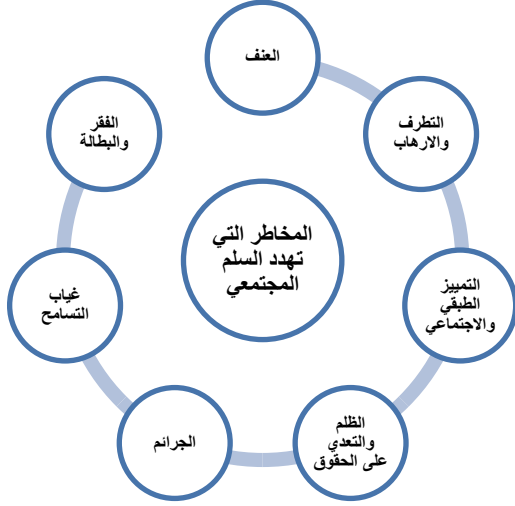 العنف
التطرف
والارهاب
التمييز
الطبقي
والاجتماعي
الظلم
والتعدي
على الحقوق
الجرائم
غياب
التسامح
الفقر
والبطالة
المخاطر التي
تهدد السلم
المجتمعي